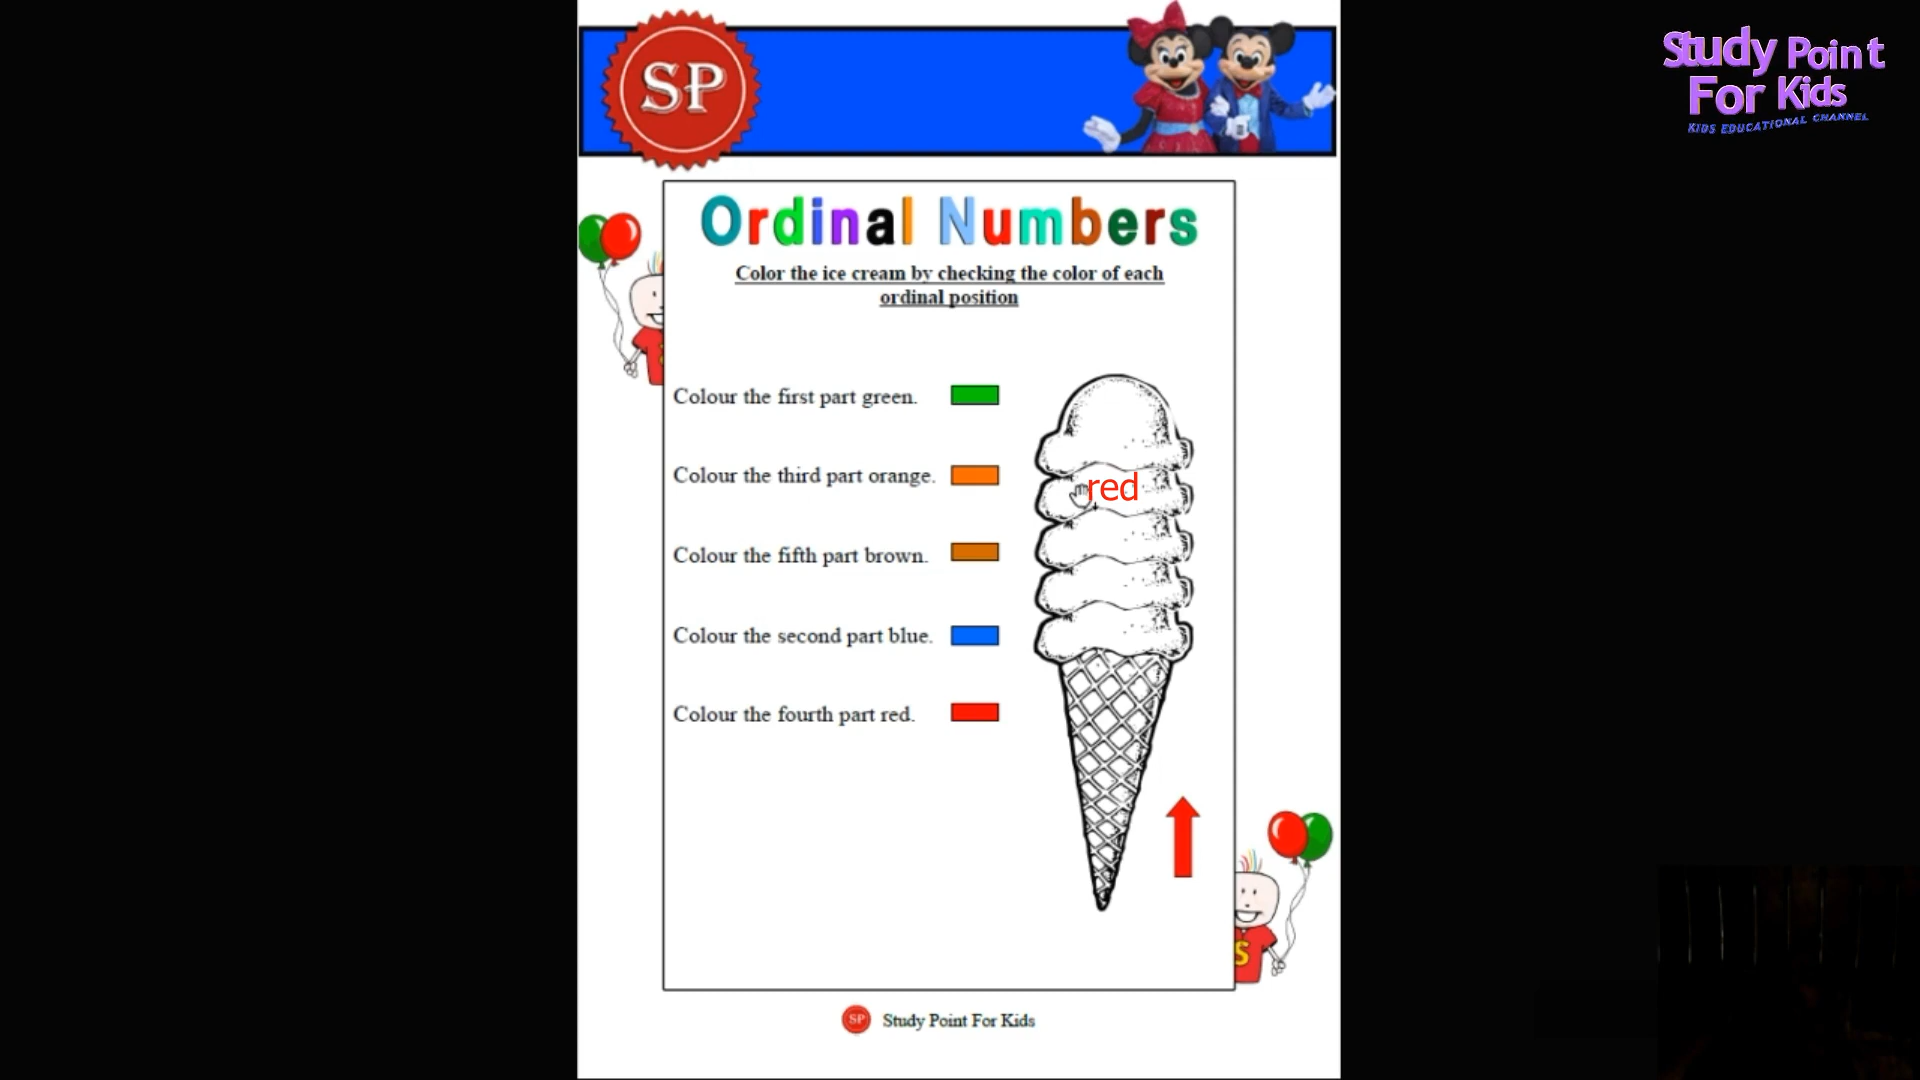 SP
Study Point
For Kids
KIDS EDUCATIONAL CHANNEL
Ordinal Numbers
Color the ice cream by checking the color of each
ordinal position
Colour the first part green.
Colour the third part orange.
red
Colour the fifth part brown.
Colour the second part blue.
Colour the fourth part red.
S
SP Study Point For Kids